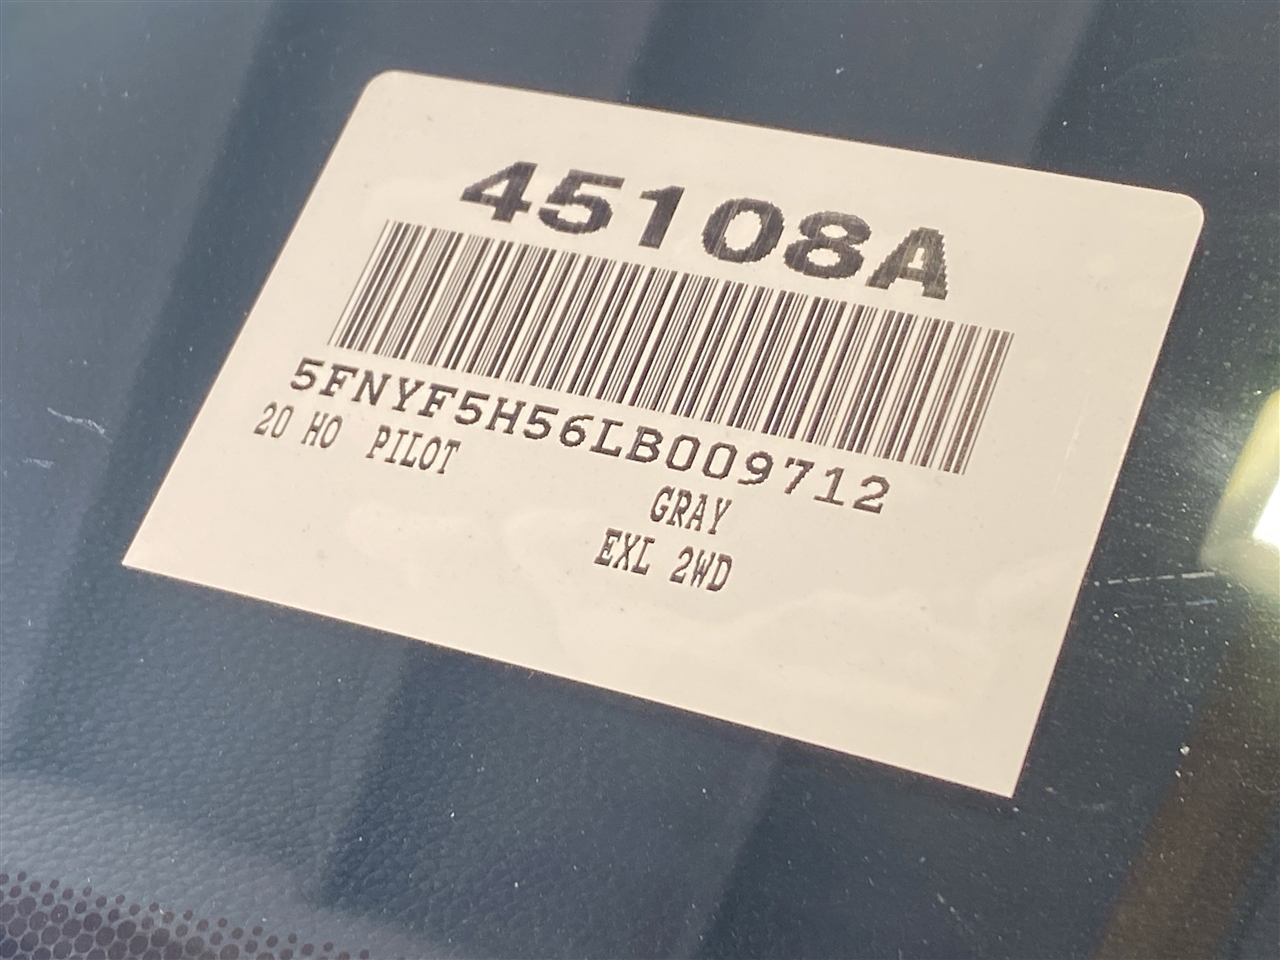 45108A
5FNYF5H56LB009712
20 HO PILOT
GRAY
EXL 2WD